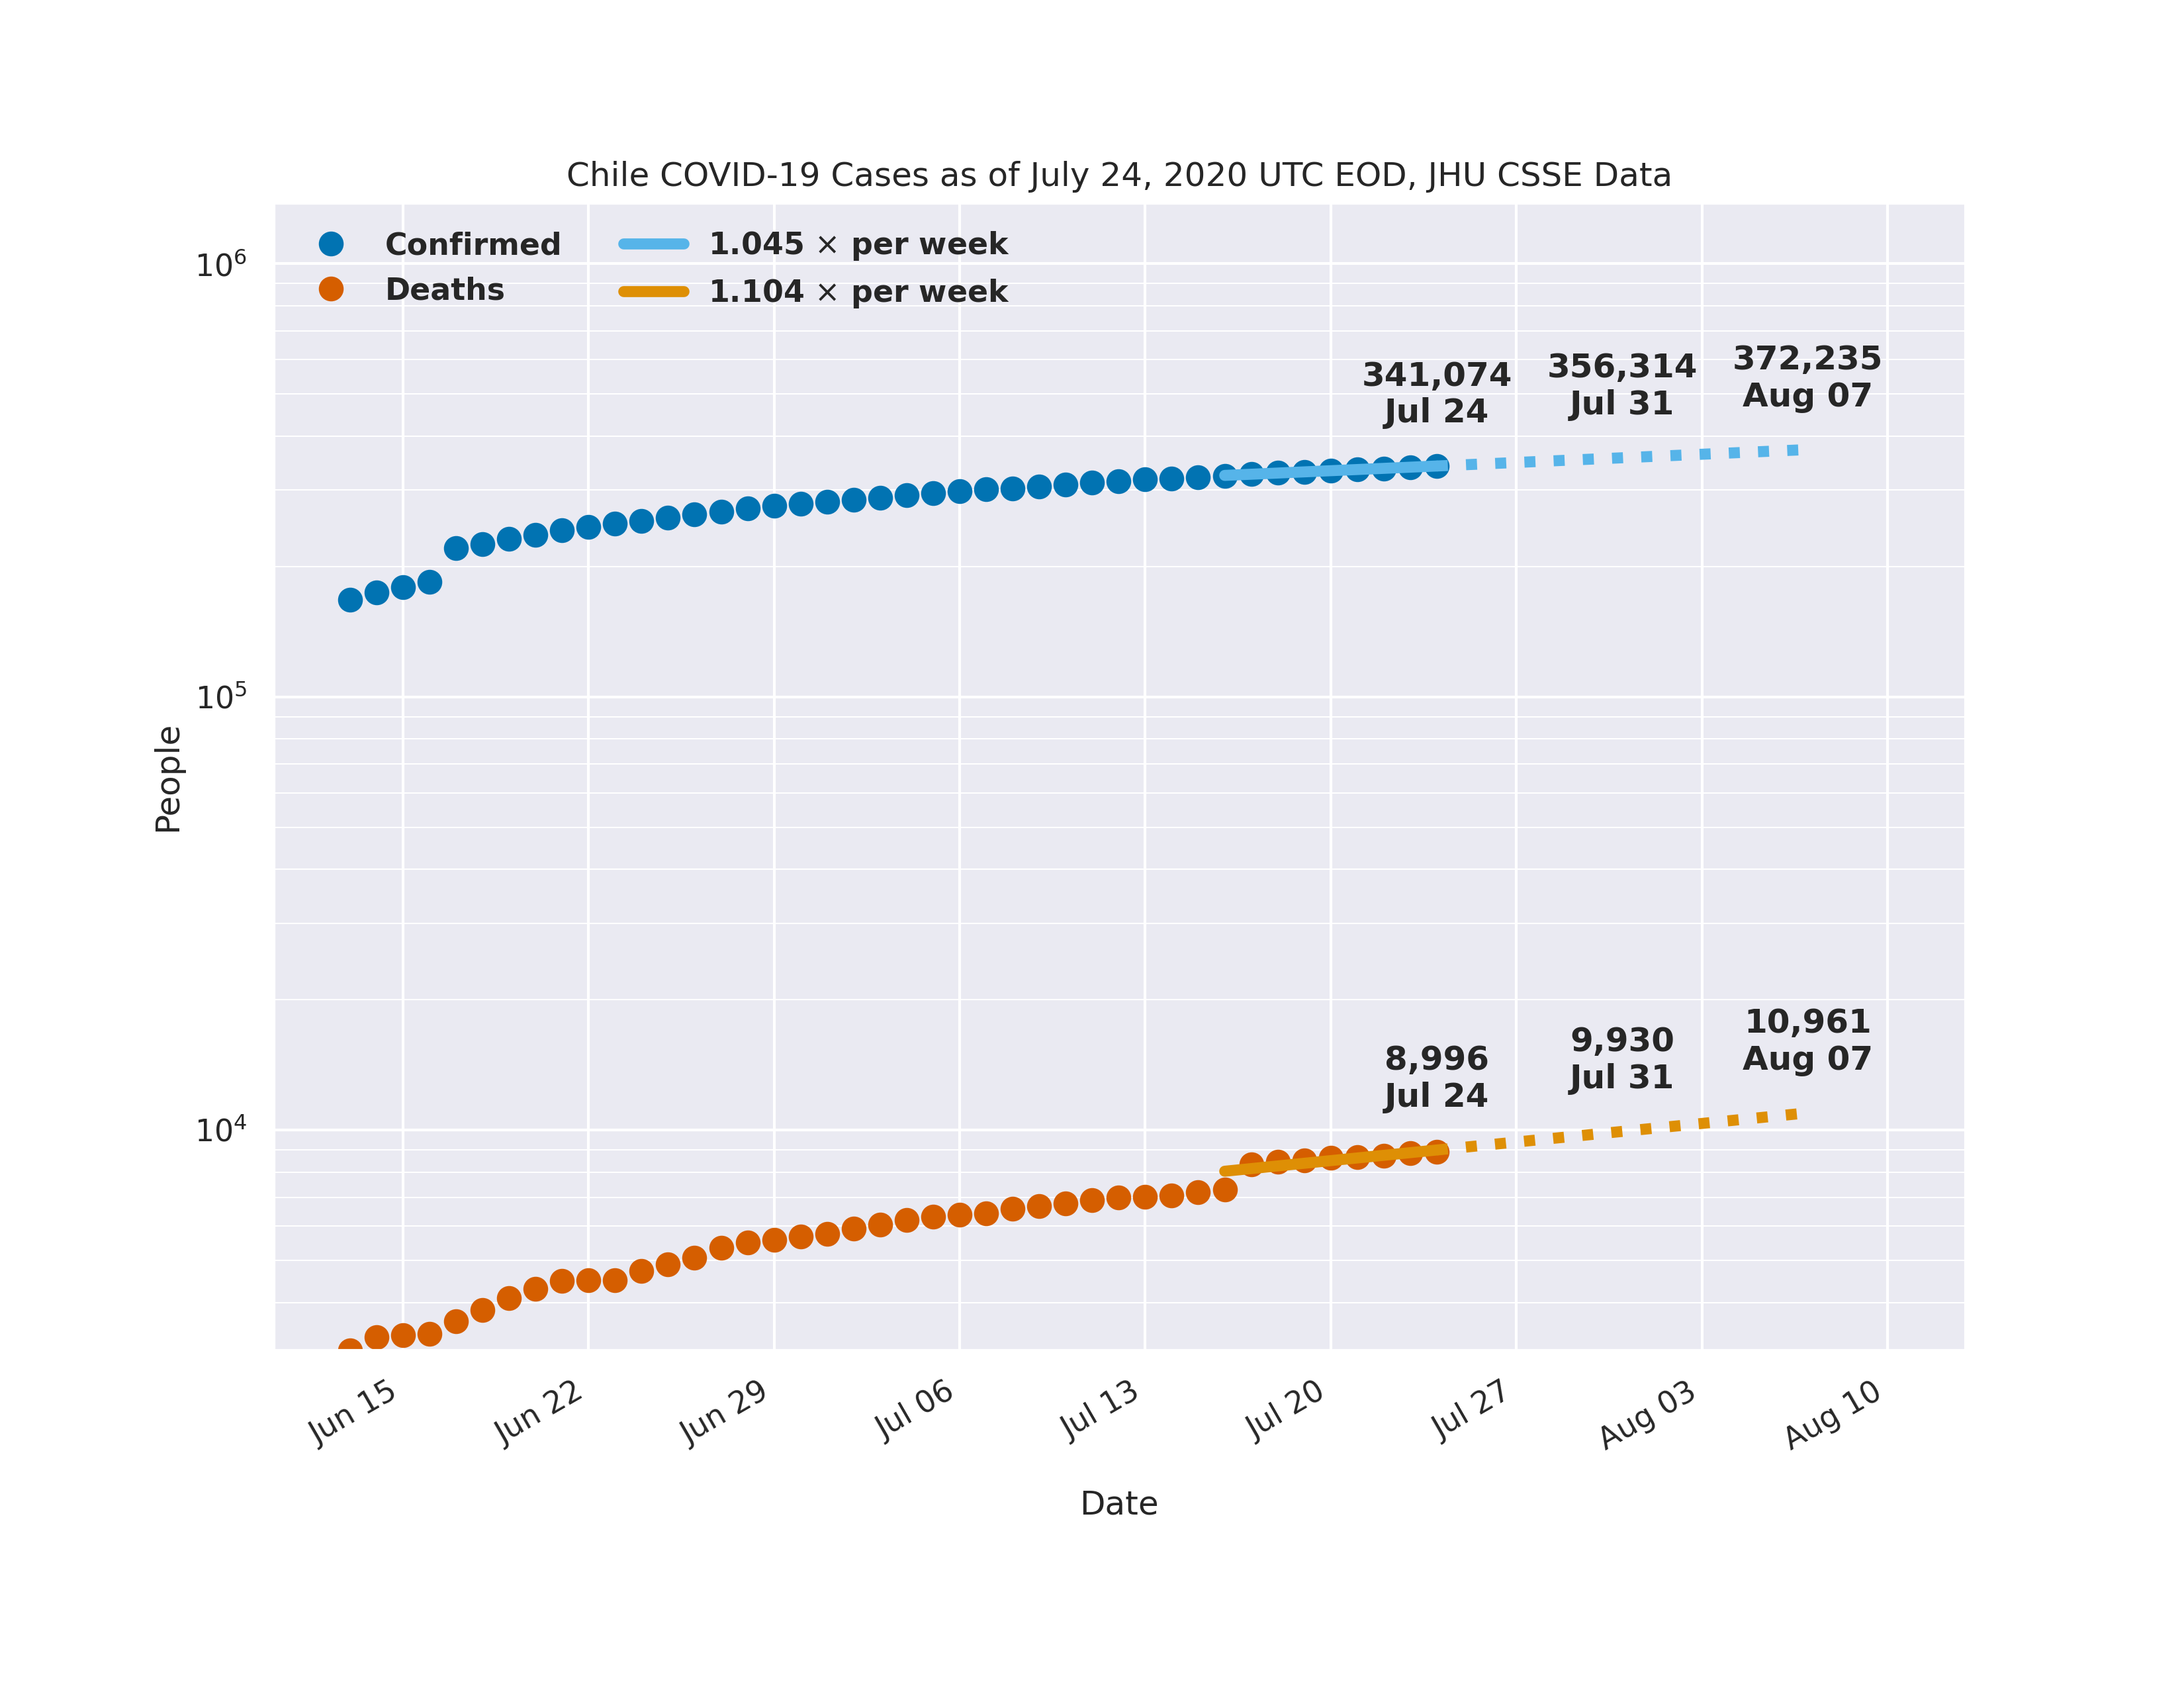 Chile COVID-19 Cases as of July 24, 2020 UTC EOD, JHU CSSE Data
Confirmed
Deaths
1.045 × per week
1.104 × per week
10⁶
10⁵
10⁴
People
341,074
Jul 24
356,314
Jul 31
372,235
Aug 07
8,996
Jul 24
9,930
Jul 31
10,961
Aug 07
Jun 15
Jun 22
Jun 29
Jul 06
Jul 13
Jul 20
Jul 27
Aug 03
Aug 10
Date